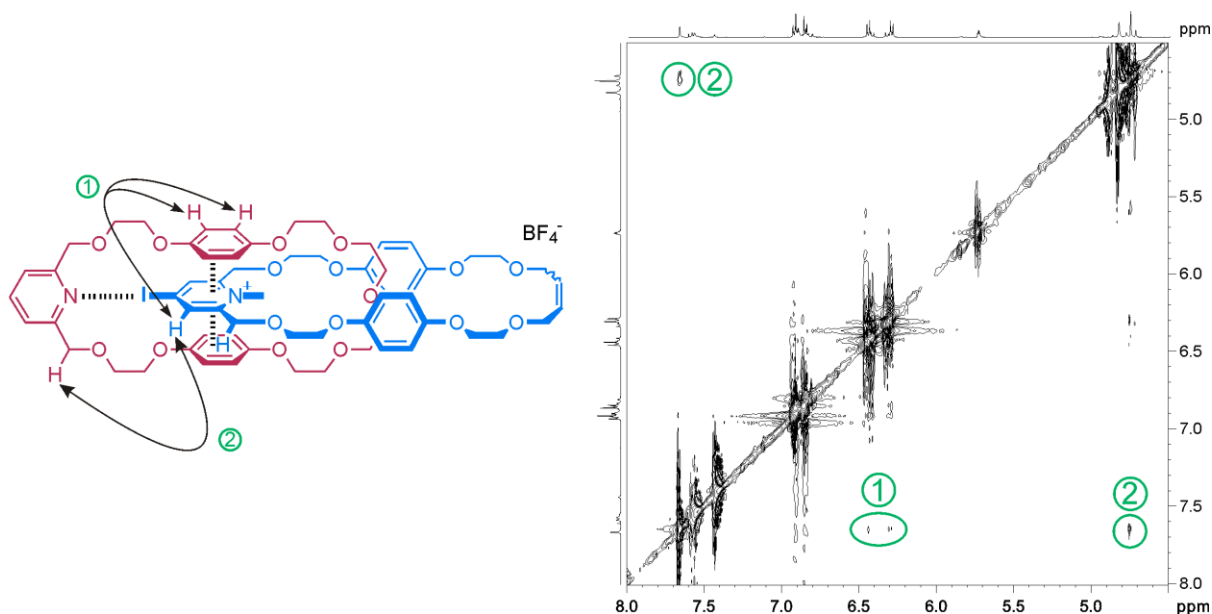 ①
H H
O O O O
BF₄⁻
O O O O
N I N⁺ O
H
O O O O
H
O O O O
H
②
ppm
②
5.0
5.5
6.0
6.5
7.0
① ②
7.5
8.0
8.0 7.5 7.0 6.5 6.0 5.5 5.0 ppm